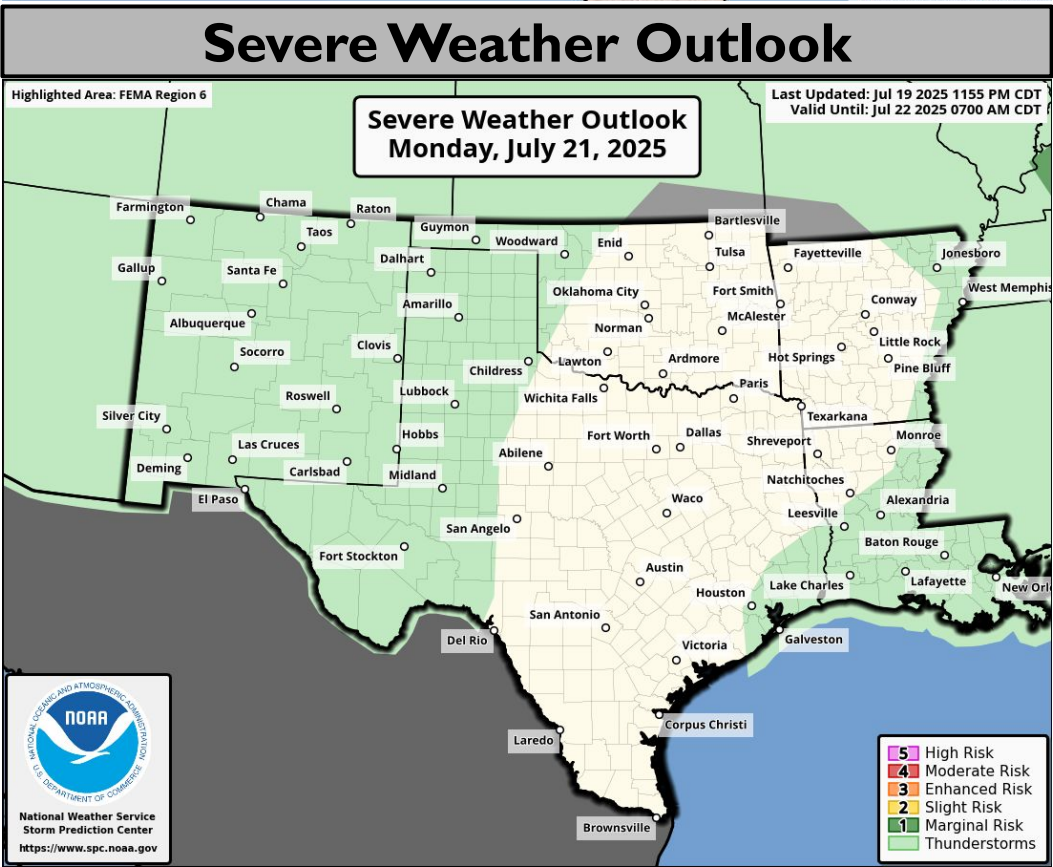 Severe Weather Outlook
Highlighted Area: FEMA Region 6
Last Updated: Jul 19 2025 1155 PM CDT
Valid Until: Jul 22 2025 0700 AM CDT
Severe Weather Outlook
Monday, July 21, 2025
Farmington
Chama
Raton
Taos
Guymon
Woodward
Enid
Bartlesville
Tulsa
Fayetteville
Jonesboro
Gallup
Santa Fe
Dalhart
Amarillo
Oklahoma City
Fort Smith
West Memphis
Conway
Albuquerque
Norman
McAlester
Socorro
Clovis
Childress
Lawton
Ardmore
Hot Springs
Little Rock
Pine Bluff
Roswell
Lubbock
Wichita Falls
Paris
Texarkana
Silver City
Las Cruces
Hobbs
Abilene
Fort Worth
Dallas
Shreveport
Monroe
Deming
Carlsbad
Midland
Natchitoches
El Paso
San Angelo
Waco
Leesville
Alexandria
Fort Stockton
Baton Rouge
Austin
Houston
Lake Charles
Lafayette
New Orl
San Antonio
Del Rio
Victoria
Galveston
Corpus Christi
Laredo
Brownsville
NATIONAL OCEANIC AND ATMOSPHERIC ADMINISTRATION
NOAA
U.S. DEPARTMENT OF COMMERCE
National Weather Service
Storm Prediction Center
https://www.spc.noaa.gov
5 High Risk
4 Moderate Risk
3 Enhanced Risk
2 Slight Risk
1 Marginal Risk
Thunderstorms